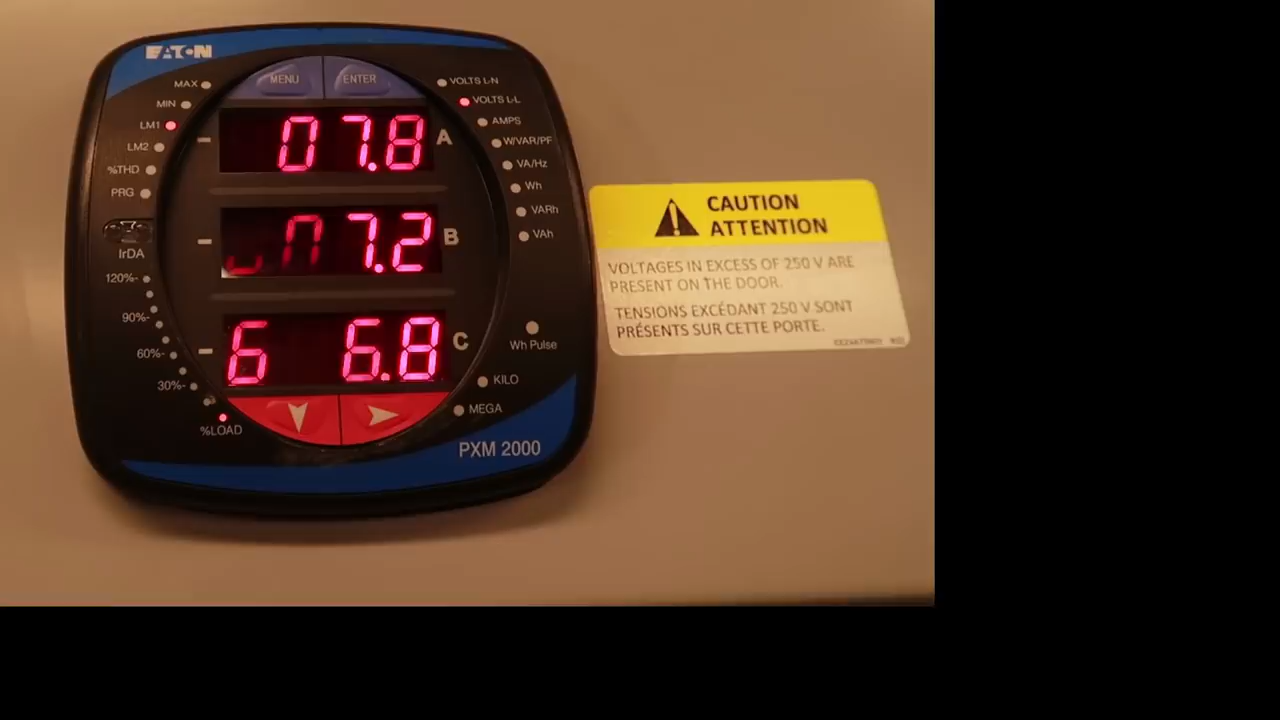 EATON
MENU
ENTER
MAX
MIN
LM1
LM2
%THD
PRG
IrDA
120%-
90%-
60%-
30%-
%LOAD
07.8
A
7.2
B
6 6.8
C
VOLTS L-N
VOLTS L-L
AMPS
W/VAR/PF
VA/Hz
Wh
VARh
VAh
Wh Pulse
KILO
MEGA
PXM 2000
CAUTION
ATTENTION
VOLTAGES IN EXCESS OF 250 V ARE
PRESENT ON THE DOOR.
TENSIONS EXCÉDANT 250 V SONT
PRÉSENTS SUR CETTE PORTE.